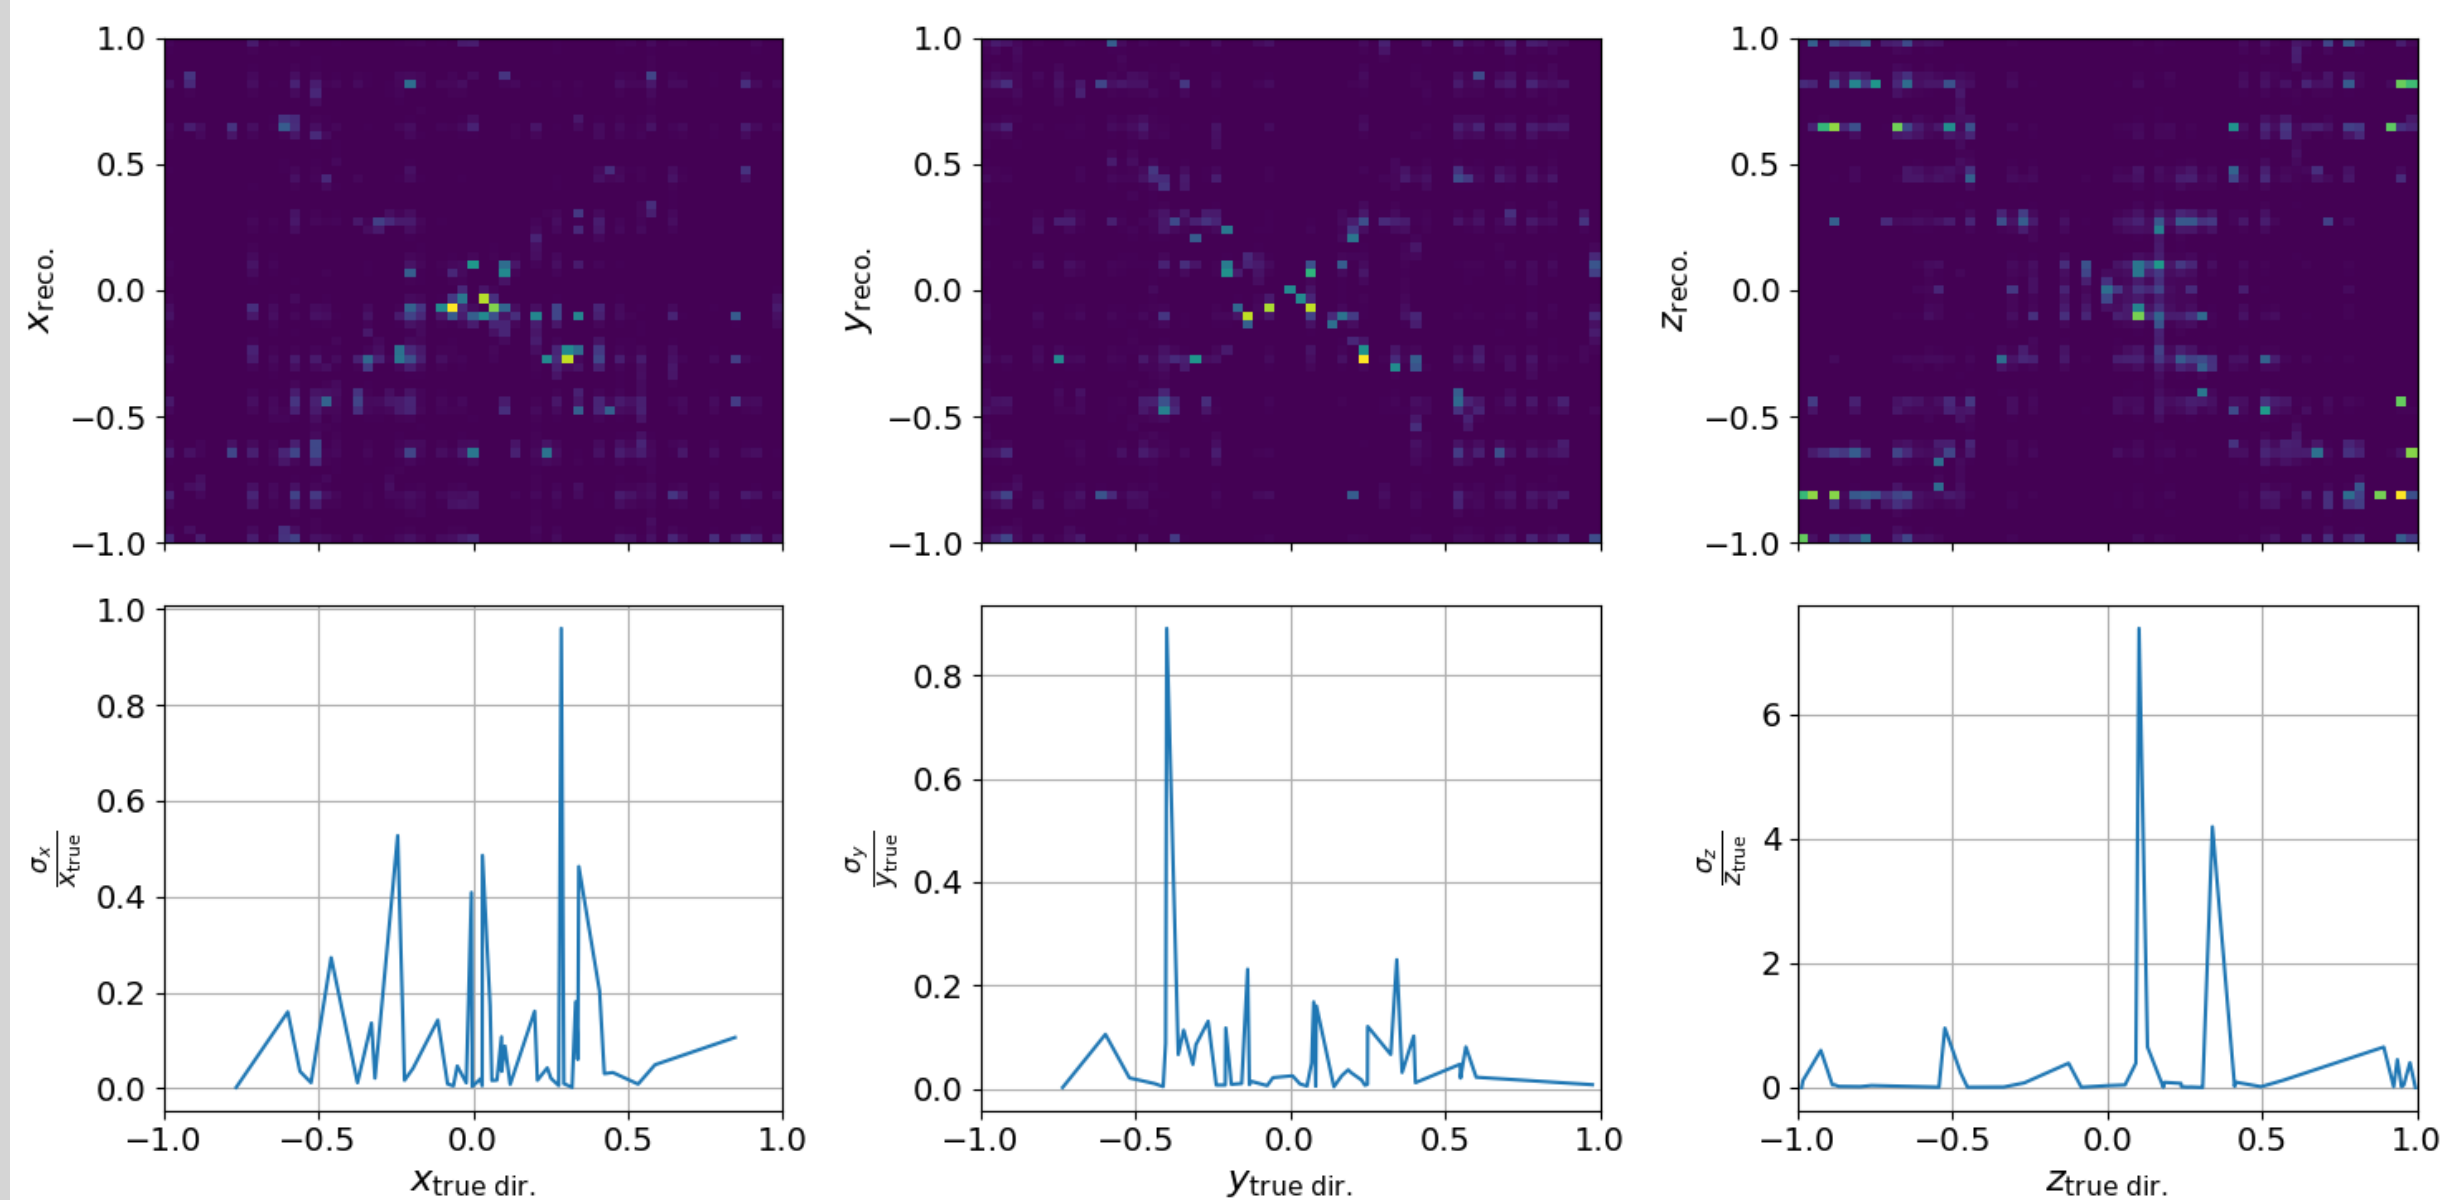 1.0 0.5 0.0 −0.5 −1.0
x_reco.
1.0 0.5 0.0 −0.5 −1.0
y_reco.
1.0 0.5 0.0 −0.5 −1.0
z_reco.
1.0 0.8 0.6 0.4 0.2 0.0
σ_x
x_true
−1.0 −0.5 0.0 0.5 1.0
x_true dir.
0.8 0.6 0.4 0.2 0.0
σ_y
y_true
−1.0 −0.5 0.0 0.5 1.0
y_true dir.
6 4 2 0
σ_z
z_true
−1.0 −0.5 0.0 0.5 1.0
z_true dir.